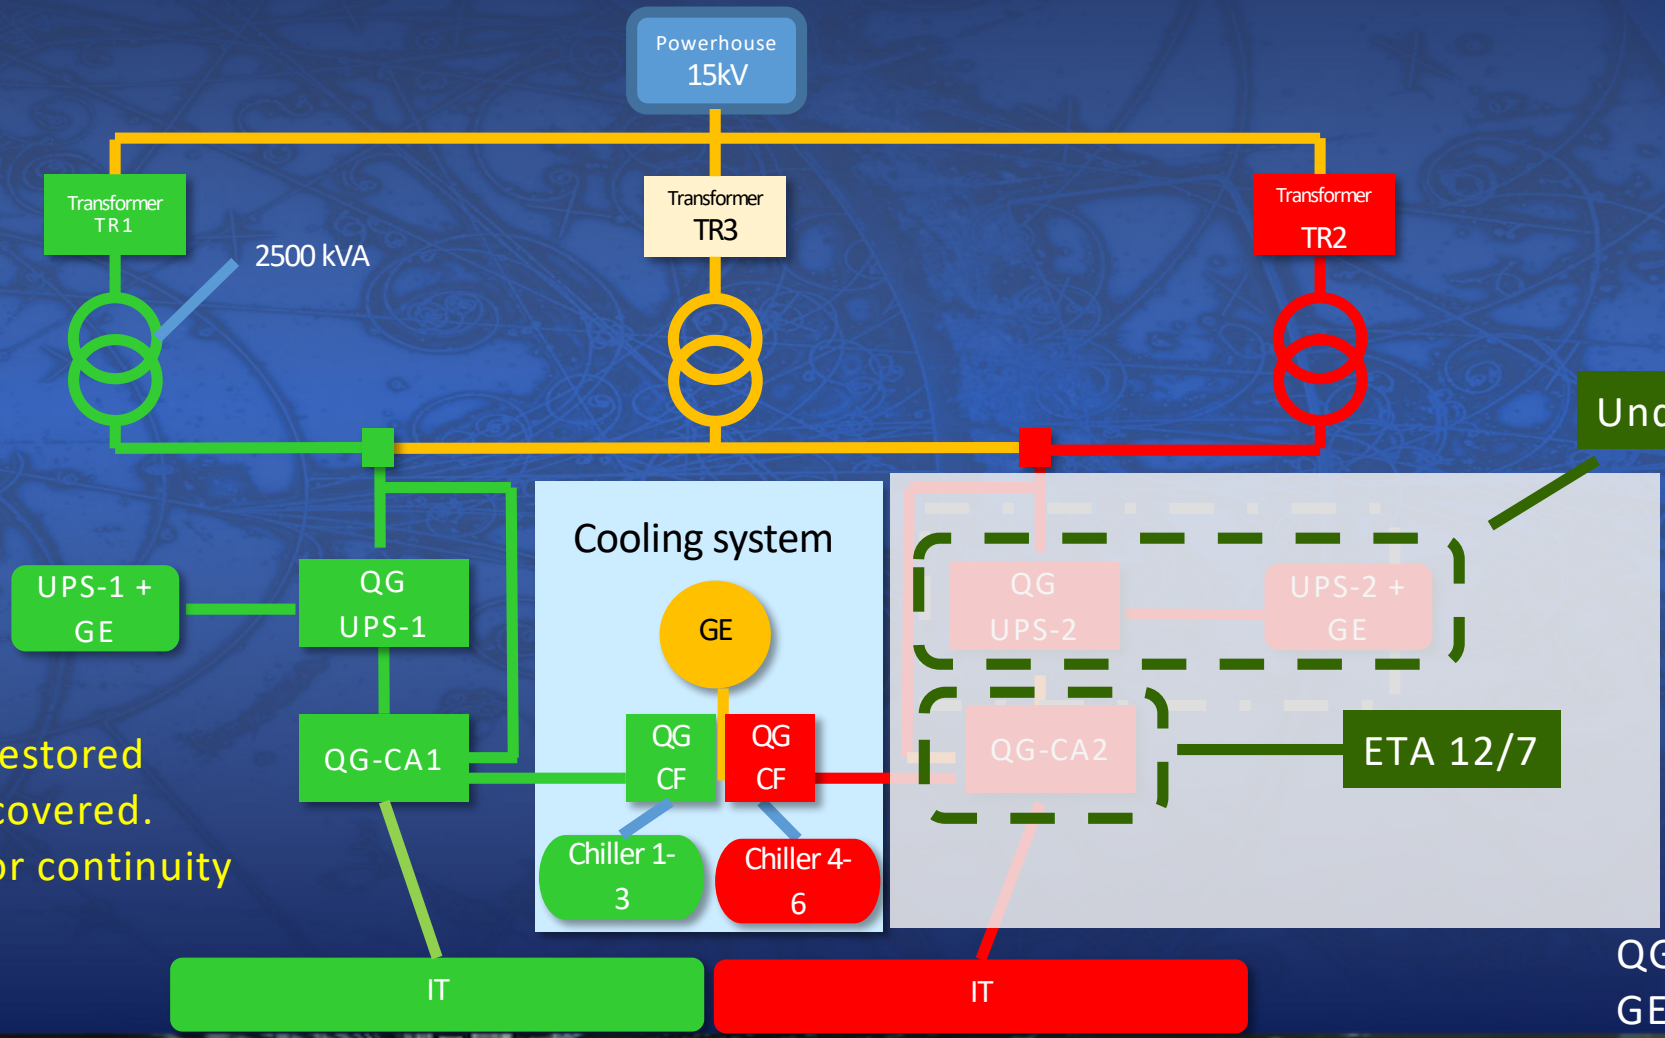 Powerhouse
15kV
Transformer
TR1
Transformer
TR3
Transformer
TR2
2500 kVA
Cooling system
UPS-1 +
GE
QG
UPS-1
GE
QG
UPS-2
UPS-2 +
GE
QG-CA1
QG
CF
QG
CF
QG-CA2
ETA 12/7
covered.
or continuity
Chiller 1-
3
Chiller 4-
6
IT
IT
QG
GE